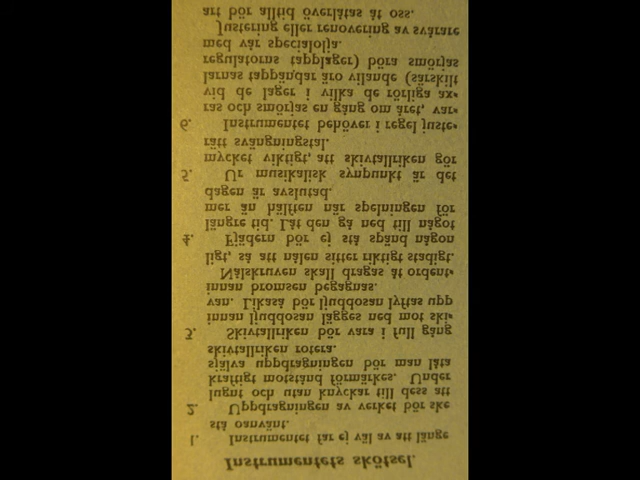 Instrumentets skötsel.
1. Instrumentet far ej väl av att länge
stå oanvänt.
2. Uppdragningen av verket bör ske
lugnt och utan knyckar till dess att
kraftigt motstånd förmärkes. Under
själva uppdragningen bör man låta
skivtallriken rotera.
3. Skivtallriken bör vara i full gång
innan ljuddosan lägges ned mot ski-
van. Likaså bör ljuddosan lyftas upp
innan bromsen begagnas.
Nålskruven skall dragas åt ordent-
ligt, så att nålen sitter riktigt stadigt.
4. Fjädern bör ej stå spänd någon
längre tid. Låt den gå ned till något
mer än hälften när spelningen för
dagen är avslutad.
5. Ur musikalisk synpunkt är det
mycket viktigt, att skivtallriken gör
rätt svängningstal.
6. Instrumentet behöver i regel juste-
ras och smörjas en gång om året, var-
vid de lager i vilka de rörliga ax-
larnas tappändar äro vilande (särskilt
regulatorns tapplager) böra smörjas
med vår specialolja.
Justering eller renovering av svårare
art bör alltid överlåtas åt oss.